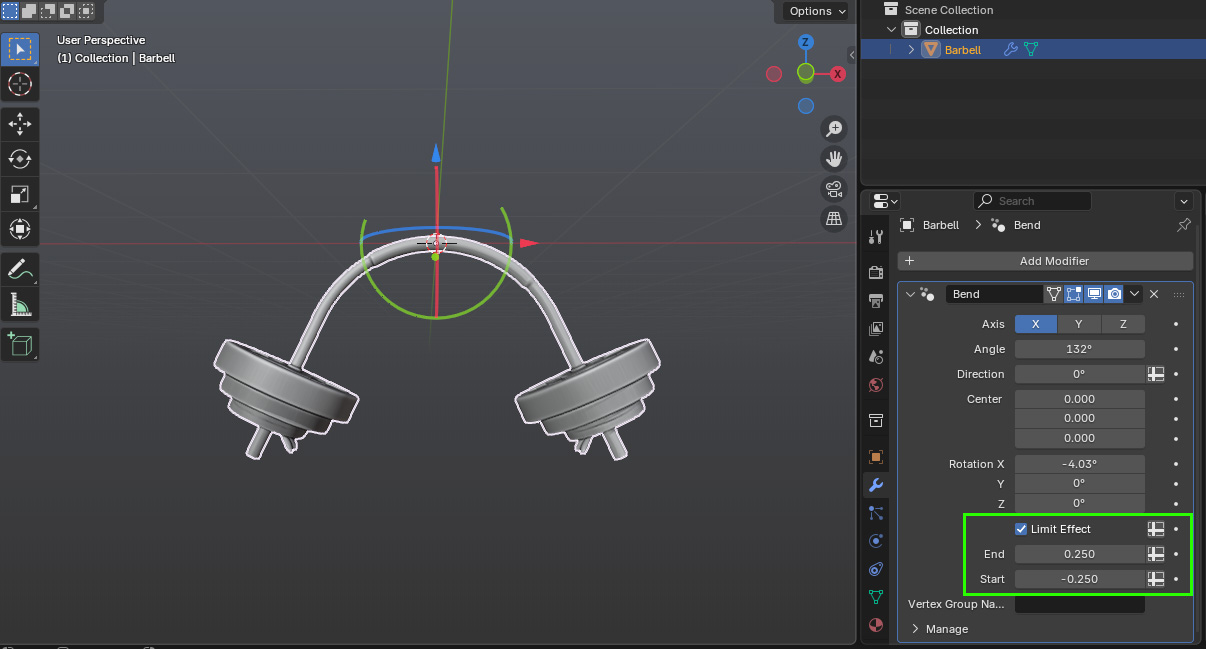 Options
User Perspective
(1) Collection | Barbell
Z
X
Scene Collection
Collection
Barbell
Search
Barbell
Bend
Add Modifier
Bend
Axis X Y Z
Angle 132°
Direction 0°
Center 0.000
0.000
0.000
Rotation X -4.03°
Y 0°
Z 0°
Limit Effect
End 0.250
Start -0.250
Vertex Group Na...
Manage